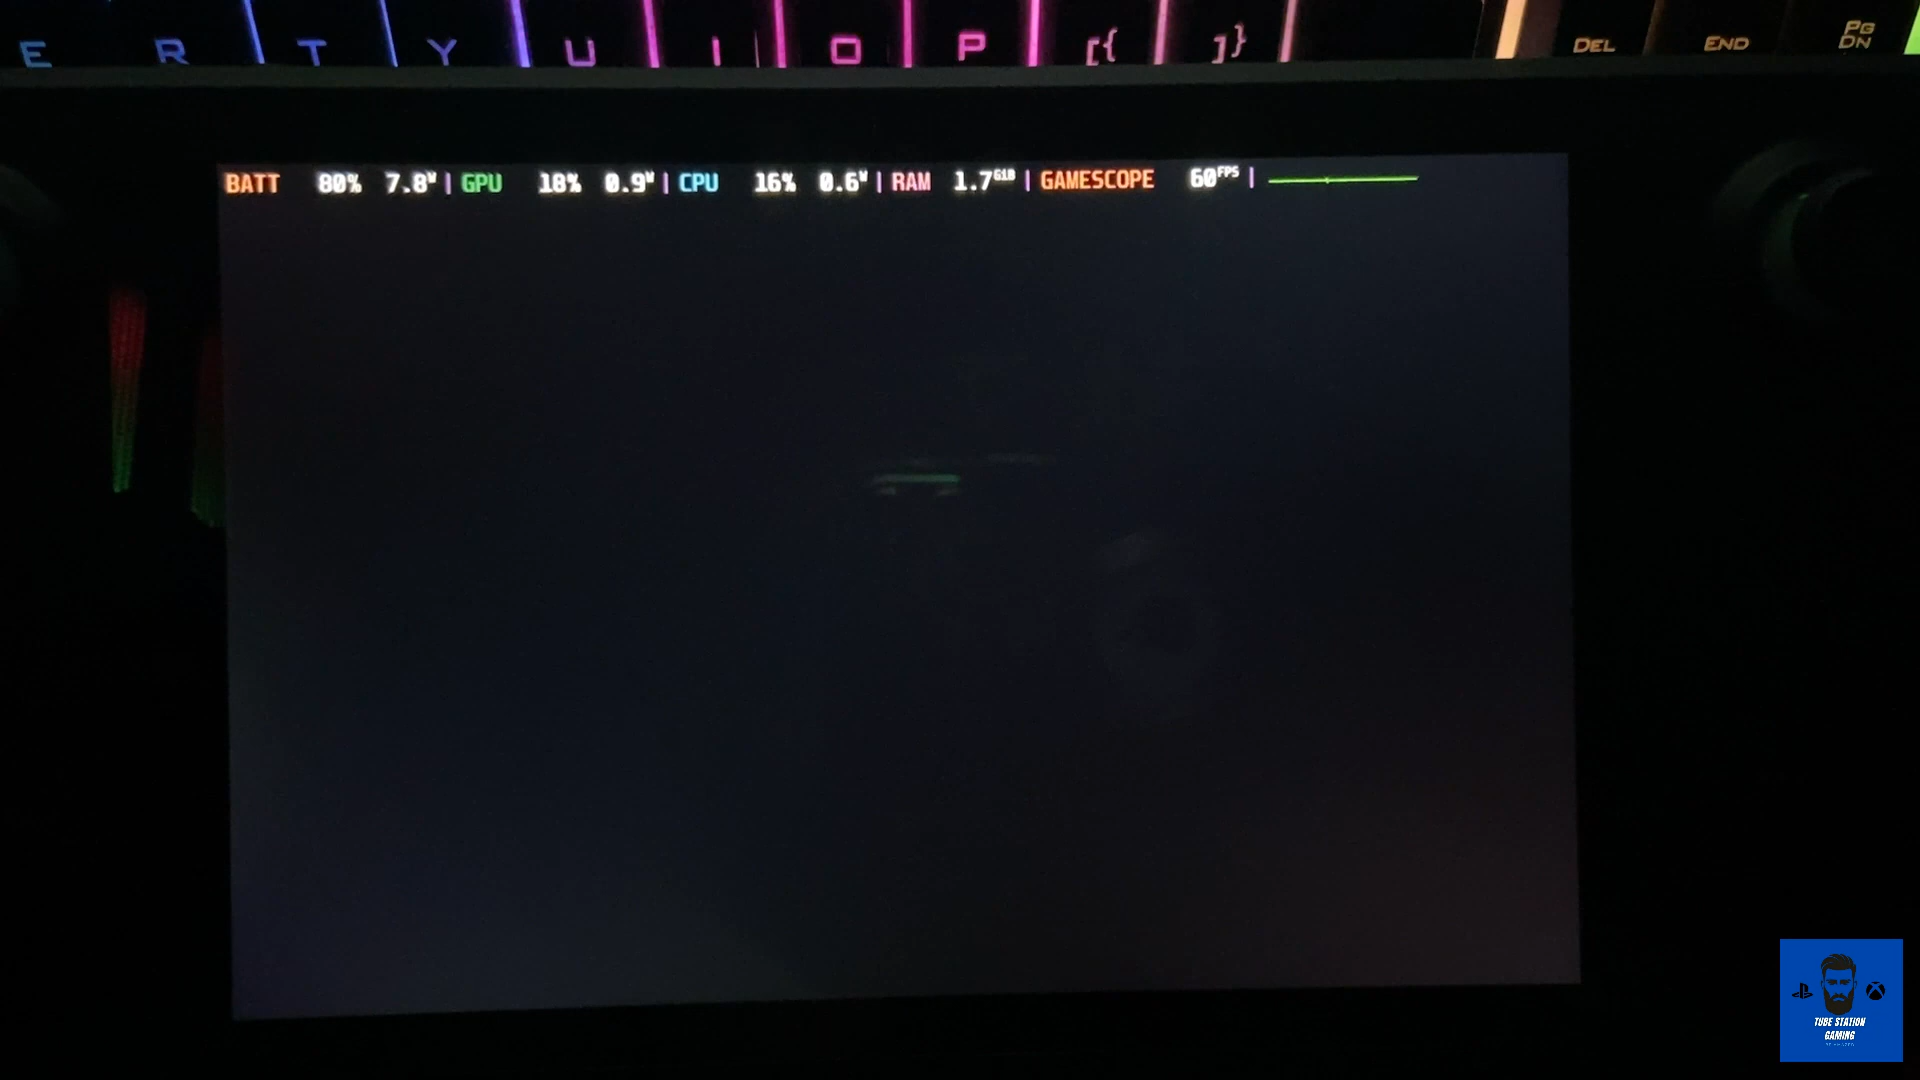 E R T Y U I O P [{ ]} DEL END PG DN
BATT 80% 7.8W | GPU 18% 0.9W | CPU 16% 0.6W | RAM 1.7GiB | GAMESCOPE 60FPS |
TUBE STATION
GAMING